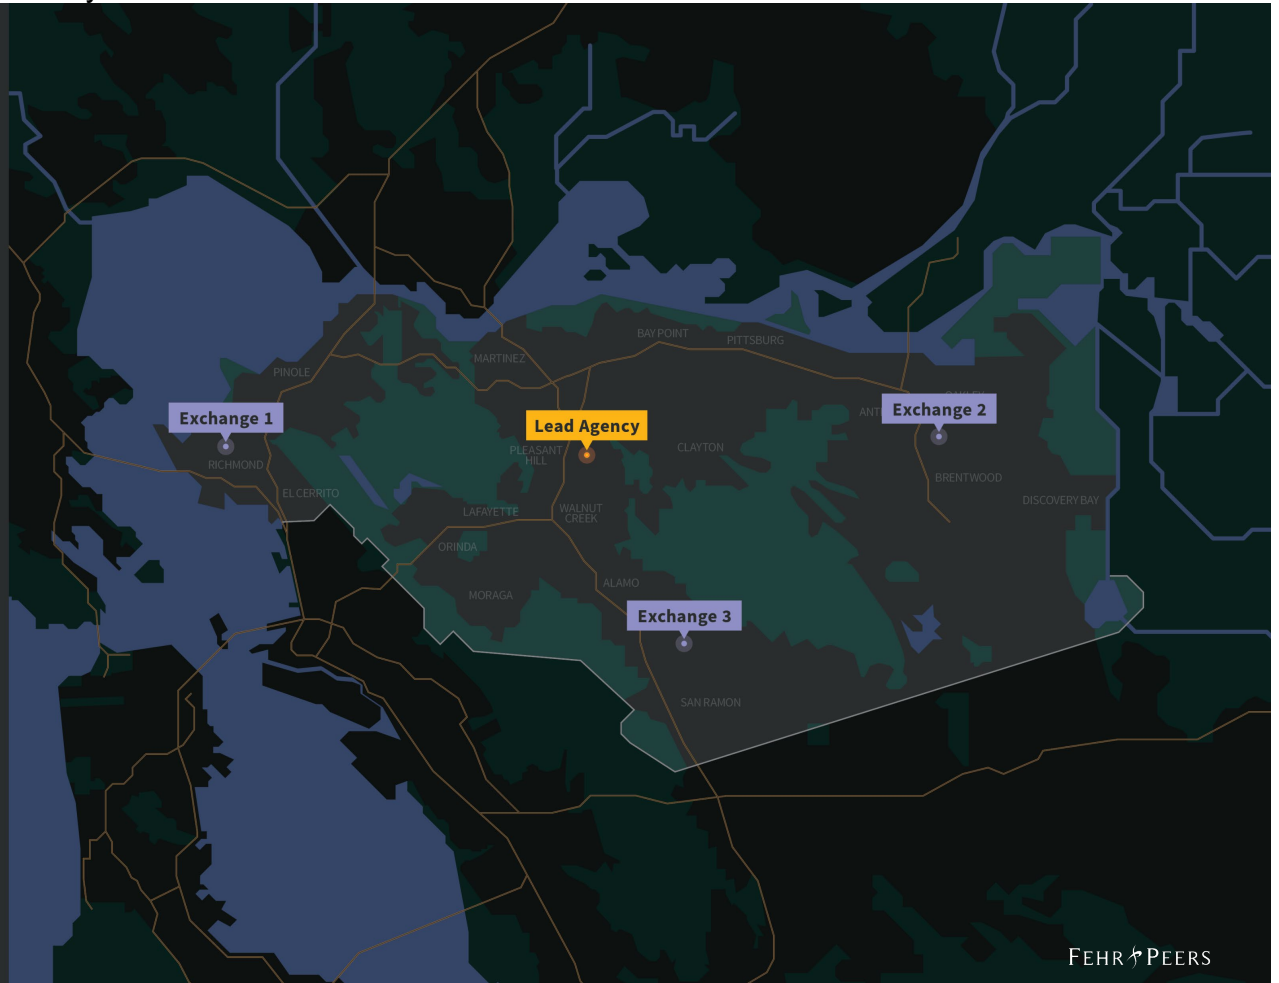 BAY POINT
PITTSBURG
MARTINEZ
PINOLE
Exchange 1
Exchange 2
Lead Agency
CLAYTON
PLEASANT
HILL
RICHMOND
BRENTWOOD
EL CERRITO
DISCOVERY BAY
LAFAYETTE
WALNUT
CREEK
ORINDA
ALAMO
MORAGA
Exchange 3
SAN RAMON
FEHR PEERS